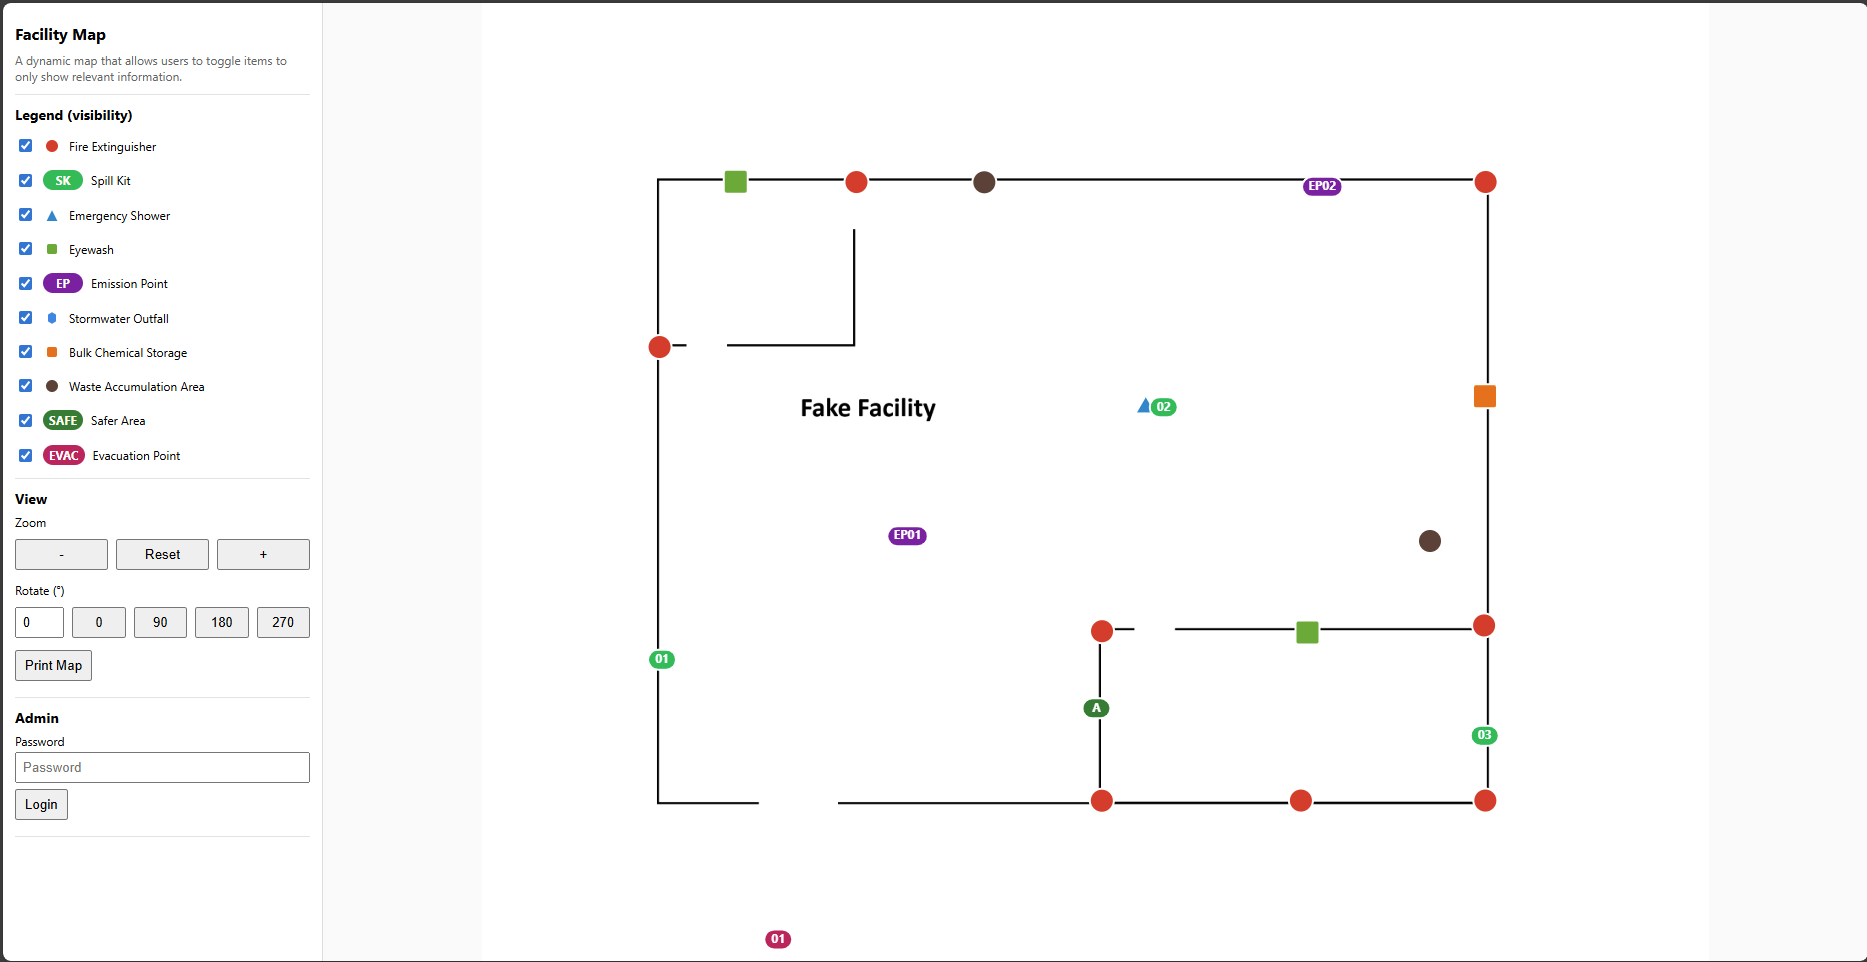 Facility Map
A dynamic map that allows users to toggle items to
only show relevant information.
Legend (visibility)
Fire Extinguisher
SK Spill Kit
Emergency Shower
Eyewash
EP Emission Point
Stormwater Outfall
Bulk Chemical Storage
Waste Accumulation Area
SAFE Safer Area
EVAC Evacuation Point
View
Zoom
- Reset +
Rotate (°)
0 0 90 180 270
Print Map
Admin
Password
Password
Login
EP02
Fake Facility
02
EP01
01
A
03
01